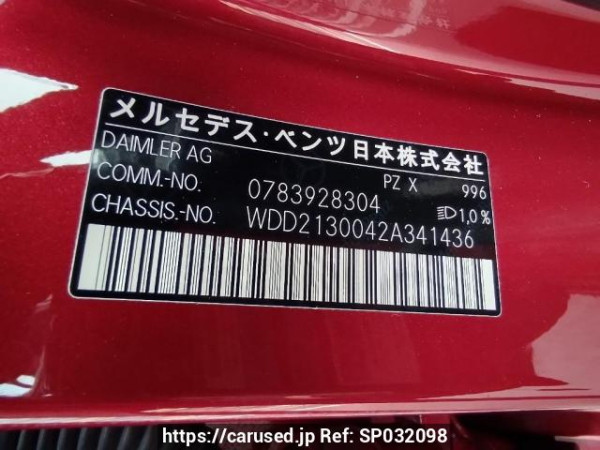 メルセデス・ベンツ日本株式会社
DAIMLER AG PZ X 996
COMM.-NO. 0783928304 1,0%
CHASSIS.-NO. WDD2130042A341436
https://carused.jp Ref: SP032098